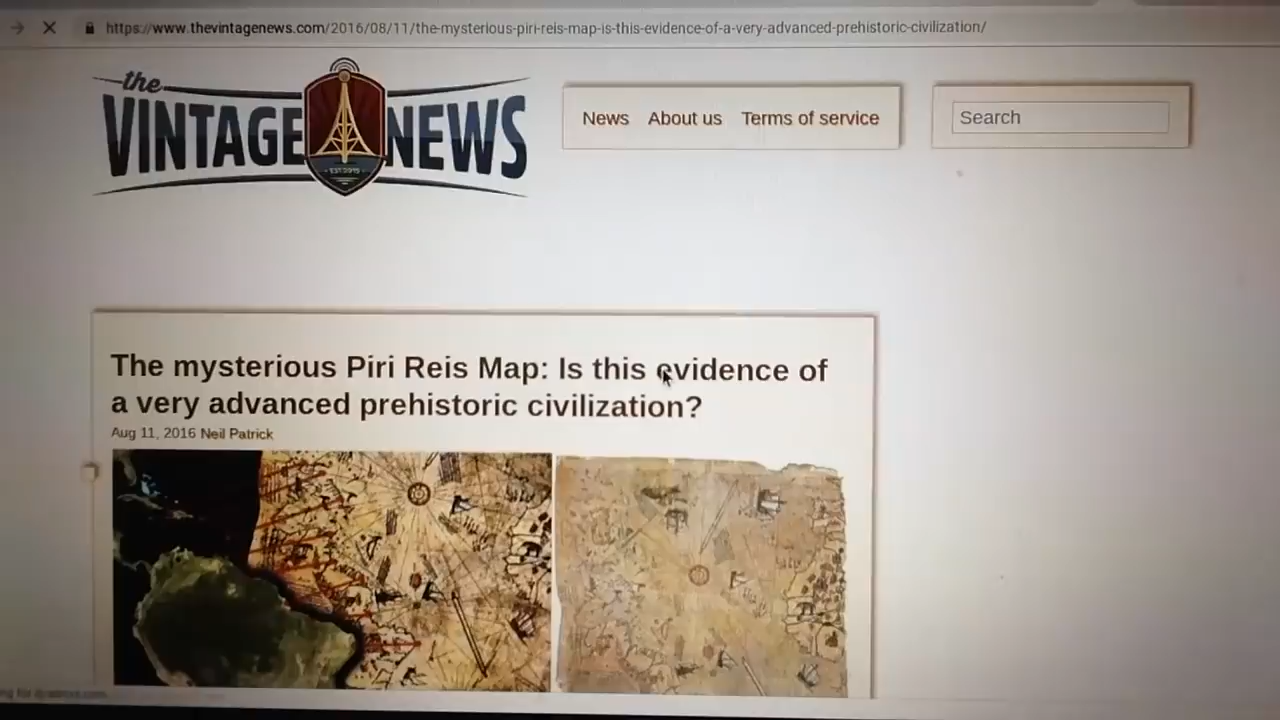 https://www.thevintagenews.com/2016/08/11/the-mysterious-piri-reis-map-is-this-evidence-of-a-very-advanced-prehistoric-civilization/
the
VINTAGE NEWS
EST 2015
News About us Terms of service
Search
The mysterious Piri Reis Map: Is this evidence of
a very advanced prehistoric civilization?
Aug 11, 2016 Neil Patrick